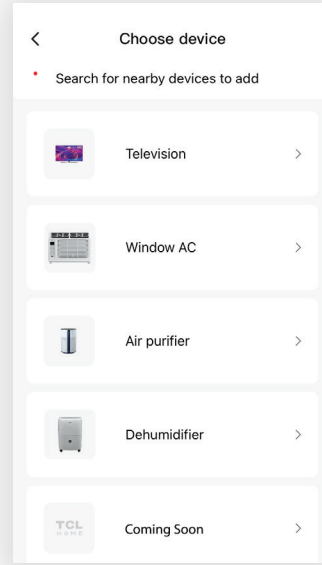 Choose device
Search for nearby devices to add
Television
Window AC
Air purifier
Dehumidifier
TCL
HOME
Coming Soon